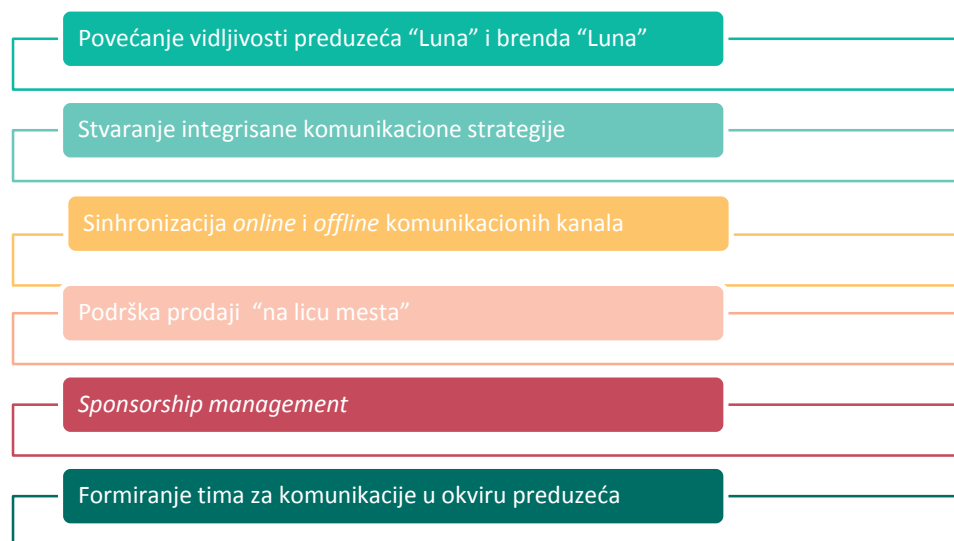 Povećanje vidljivosti preduzeća “Luna” i brenda “Luna”
Stvaranje integrisane komunikacione strategije
Sinhronizacija online i offline komunikacionih kanala
Podrška prodaji “na licu mesta”
Sponsorship management
Formiranje tima za komunikacije u okviru preduzeća